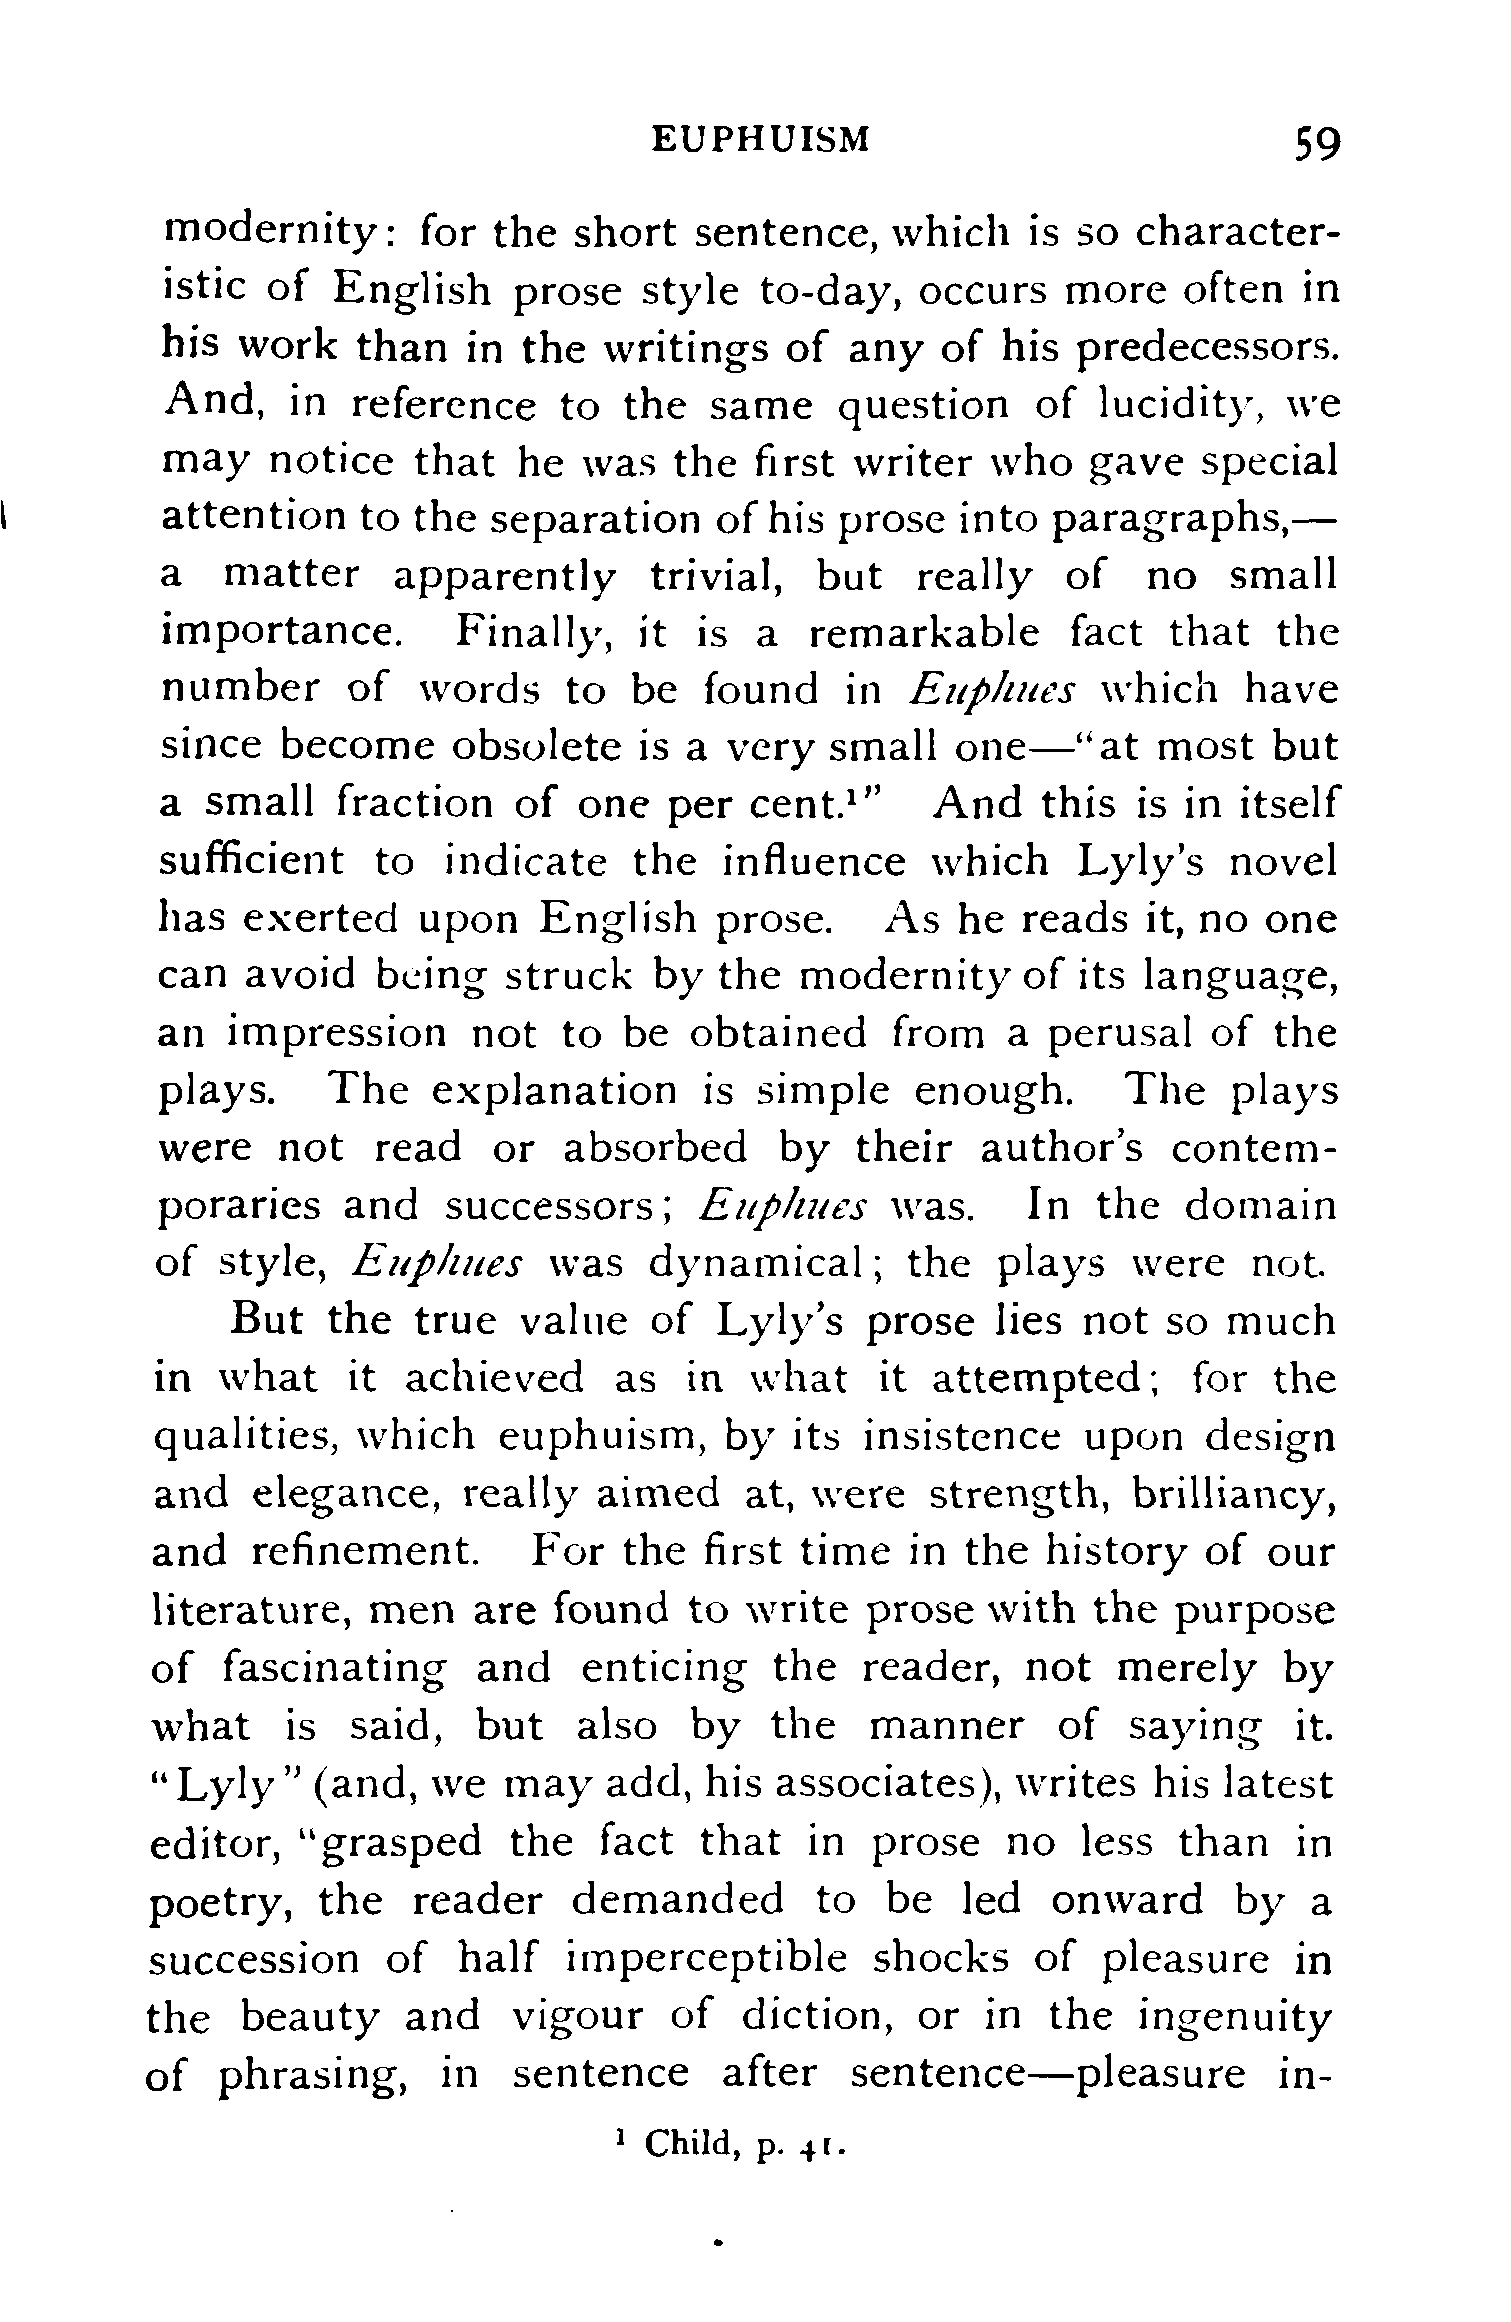 EUPHUISM 59
modernity: for the short sentence, which is so character-
istic of English prose style to-day, occurs more often in
his work than in the writings of any of his predecessors.
And, in reference to the same question of lucidity, we
may notice that he was the first writer who gave special
attention to the separation of his prose into paragraphs,—
a matter apparently trivial, but really of no small
importance. Finally, it is a remarkable fact that the
number of words to be found in Euphues which have
since become obsolete is a very small one—“at most but
a small fraction of one per cent.¹” And this is in itself
sufficient to indicate the influence which Lyly’s novel
has exerted upon English prose. As he reads it, no one
can avoid being struck by the modernity of its language,
an impression not to be obtained from a perusal of the
plays. The explanation is simple enough. The plays
were not read or absorbed by their author’s contem-
poraries and successors; Euphues was. In the domain
of style, Euphues was dynamical; the plays were not.
But the true value of Lyly’s prose lies not so much
in what it achieved as in what it attempted; for the
qualities, which euphuism, by its insistence upon design
and elegance, really aimed at, were strength, brilliancy,
and refinement. For the first time in the history of our
literature, men are found to write prose with the purpose
of fascinating and enticing the reader, not merely by
what is said, but also by the manner of saying it.
“Lyly” (and, we may add, his associates), writes his latest
editor, “grasped the fact that in prose no less than in
poetry, the reader demanded to be led onward by a
succession of half imperceptible shocks of pleasure in
the beauty and vigour of diction, or in the ingenuity
of phrasing, in sentence after sentence—pleasure in-
¹ Child, p. 41.